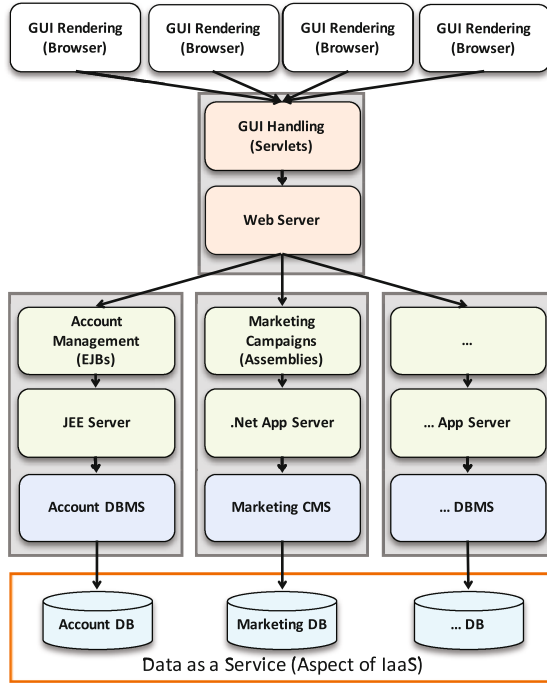 GUI Rendering
(Browser)
GUI Rendering
(Browser)
GUI Rendering
(Browser)
GUI Rendering
(Browser)
GUI Handling
(Servlets)
Web Server
Account
Management
(EJBs)
Marketing
Campaigns
(Assemblies)
...
JEE Server
.Net App Server
... App Server
Account DBMS
Marketing CMS
... DBMS
Account DB
Marketing DB
... DB
Data as a Service (Aspect of IaaS)